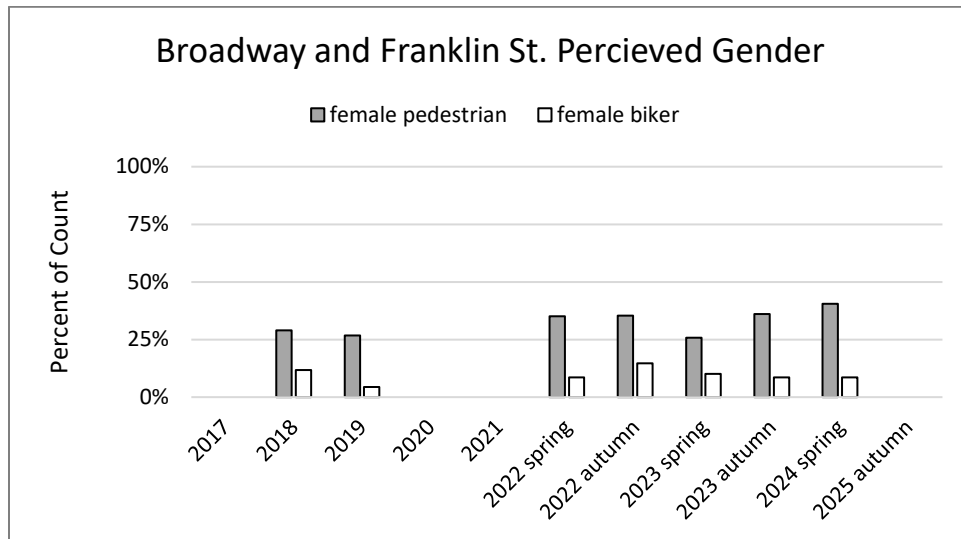 Broadway and Franklin St. Percieved Gender
female pedestrian female biker
Percent of Count
100%
75%
50%
25%
0%
2017
2018
2019
2020
2021
2022 spring
2022 autumn
2023 spring
2023 autumn
2024 spring
2025 autumn